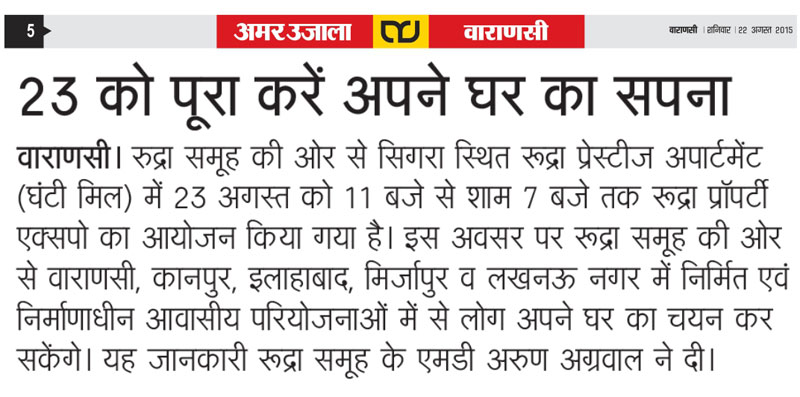 5 अमर उजाला वाराणसी वाराणसी | शनिवार | 22 अगस्त 2015
23 को पूरा करें अपने घर का सपना
वाराणसी। रुद्रा समूह की ओर से सिगरा स्थित रूद्रा प्रेस्टीज अपार्टमेंट
(घंटी मिल) में 23 अगस्त को 11 बजे से शाम 7 बजे तक रूद्रा प्रॉपर्टी
एक्सपो का आयोजन किया गया है। इस अवसर पर रूद्रा समूह की ओर
से वाराणसी, कानपुर, इलाहाबाद, मिर्जापुर व लखनऊ नगर में निर्मित एवं
निर्माणाधीन आवासीय परियोजनाओं में से लोग अपने घर का चयन कर
सकेंगे। यह जानकारी रूद्रा समूह के एमडी अरुण अग्रवाल ने दी।